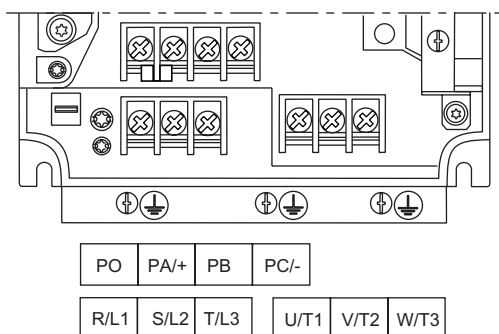 PO PA/+ PB PC/-
R/L1 S/L2 T/L3 U/T1 V/T2 W/T3